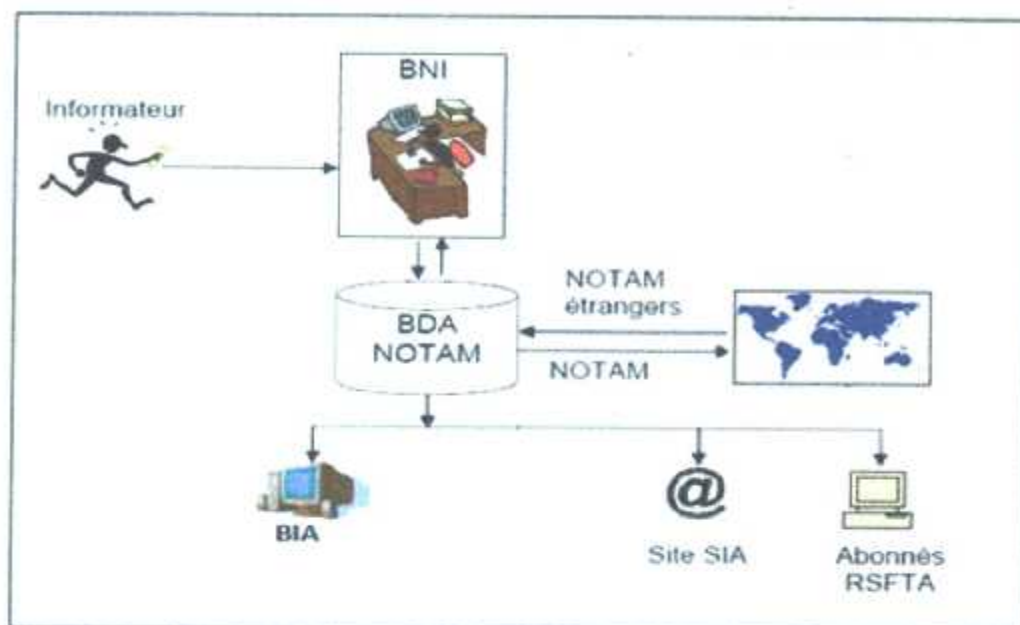 BNI
Informateur
NOTAM
étrangers
BDA
NOTAM
NOTAM
BIA
@
Site SIA
Abonnés
RSFTA